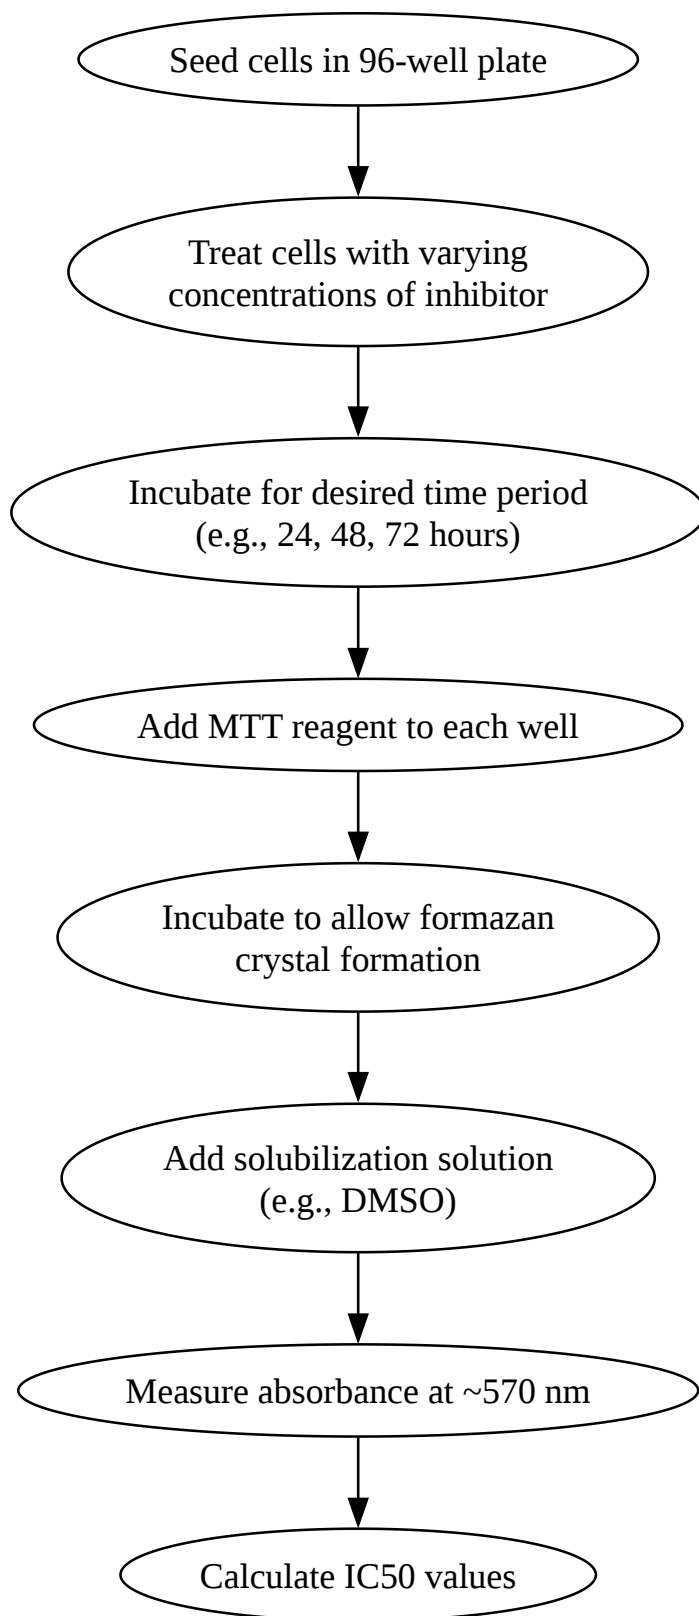 Seed cells in 96-well plate
Treat cells with varying
concentrations of inhibitor
Incubate for desired time period
(e.g., 24, 48, 72 hours)
Add MTT reagent to each well
Incubate to allow formazan
crystal formation
Add solubilization solution
(e.g., DMSO)
Measure absorbance at ~570 nm
Calculate IC50 values